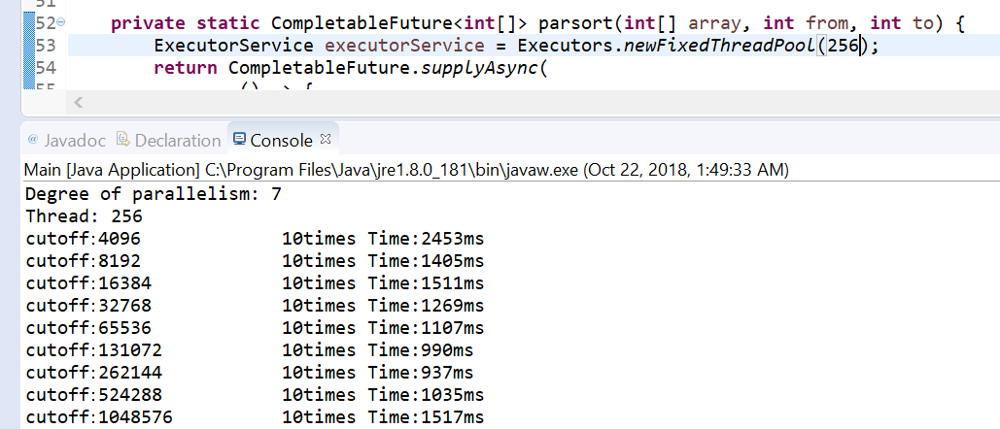 51
52 private static CompletableFuture<int[]> parsort(int[] array, int from, int to) {
53 ExecutorService executorService = Executors.newFixedThreadPool(256);
54 return CompletableFuture.supplyAsync(
55 () -> {
@ Javadoc Declaration Console
Main [Java Application] C:\Program Files\Java\jre1.8.0_181\bin\javaw.exe (Oct 22, 2018, 1:49:33 AM)
Degree of parallelism: 7
Thread: 256
cutoff:4096 10times Time:2453ms
cutoff:8192 10times Time:1405ms
cutoff:16384 10times Time:1511ms
cutoff:32768 10times Time:1269ms
cutoff:65536 10times Time:1107ms
cutoff:131072 10times Time:990ms
cutoff:262144 10times Time:937ms
cutoff:524288 10times Time:1035ms
cutoff:1048576 10times Time:1517ms